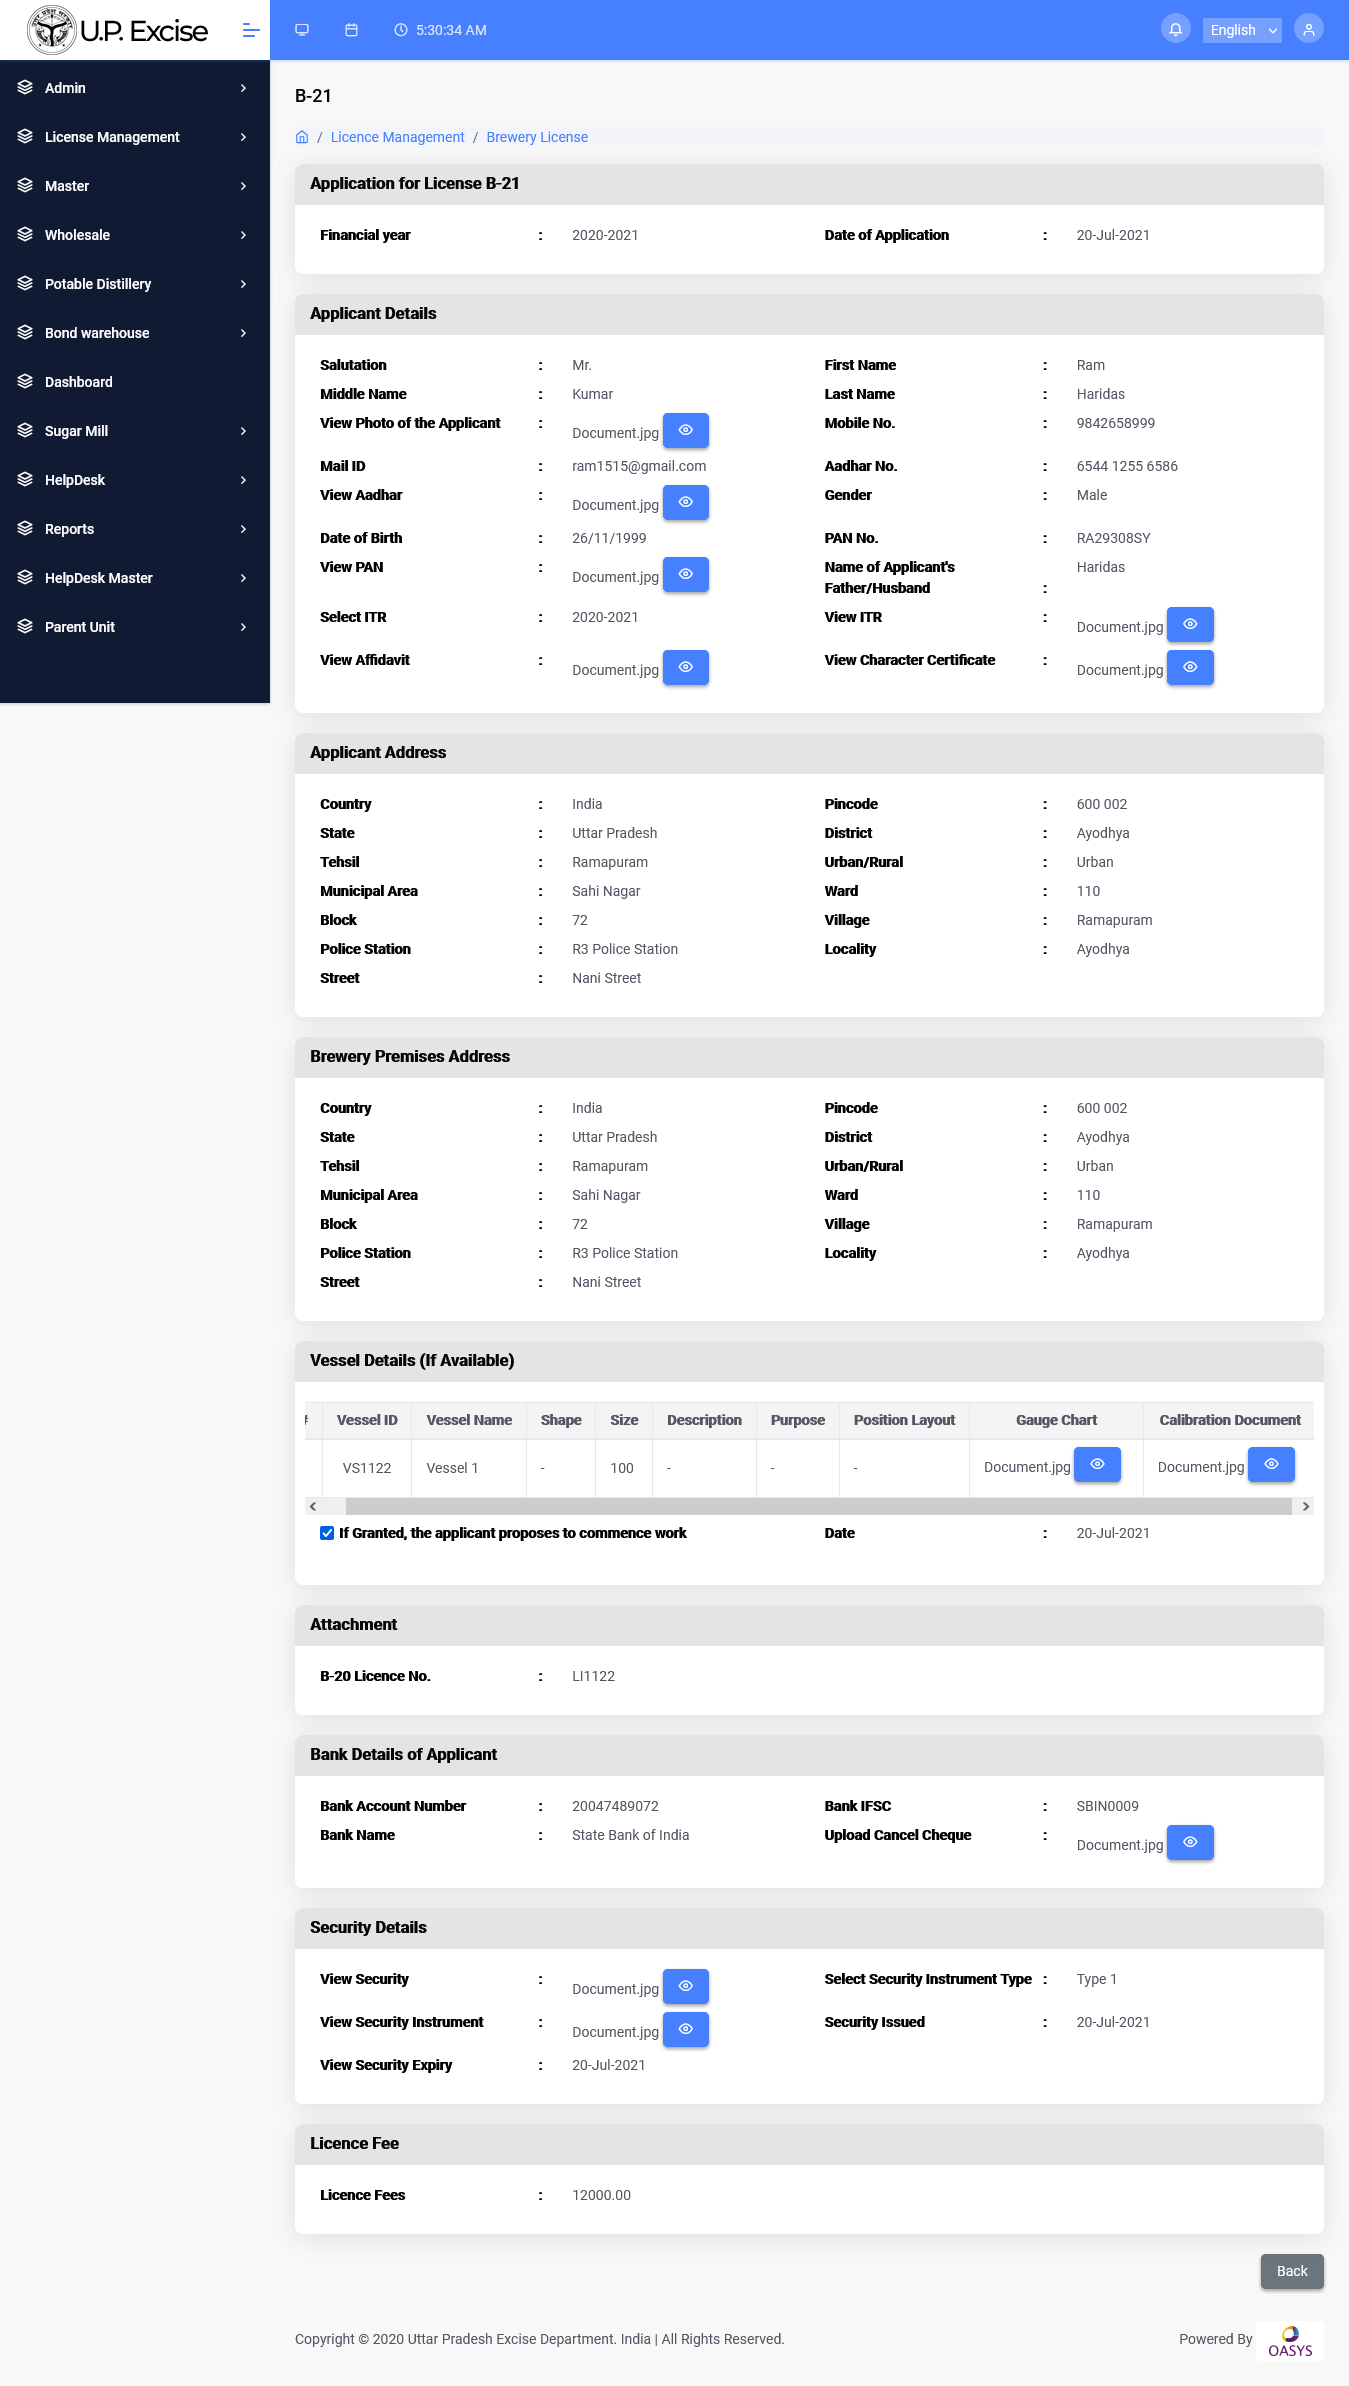 U.P. Excise
5:30:34 AM
English
Admin
License Management
Master
Wholesale
Potable Distillery
Bond warehouse
Dashboard
Sugar Mill
HelpDesk
Reports
HelpDesk Master
Parent Unit
B-21
/ Licence Management / Brewery License
Application for License B-21
Financial year : 2020-2021 Date of Application : 20-Jul-2021
Applicant Details
Salutation : Mr. First Name : Ram
Middle Name : Kumar Last Name : Haridas
View Photo of the Applicant : Document.jpg Mobile No. : 9842658999
Mail ID : ram1515@gmail.com Aadhar No. : 6544 1255 6586
View Aadhar : Document.jpg Gender : Male
Date of Birth : 26/11/1999 PAN No. : RA29308SY
View PAN : Document.jpg Name of Applicant's Haridas
Father/Husband :
Select ITR : 2020-2021 View ITR : Document.jpg
View Affidavit : Document.jpg View Character Certificate : Document.jpg
Applicant Address
Country : India Pincode : 600 002
State : Uttar Pradesh District : Ayodhya
Tehsil : Ramapuram Urban/Rural : Urban
Municipal Area : Sahi Nagar Ward : 110
Block : 72 Village : Ramapuram
Police Station : R3 Police Station Locality : Ayodhya
Street : Nani Street
Brewery Premises Address
Country : India Pincode : 600 002
State : Uttar Pradesh District : Ayodhya
Tehsil : Ramapuram Urban/Rural : Urban
Municipal Area : Sahi Nagar Ward : 110
Block : 72 Village : Ramapuram
Police Station : R3 Police Station Locality : Ayodhya
Street : Nani Street
Vessel Details (If Available)
Vessel ID Vessel Name Shape Size Description Purpose Position Layout Gauge Chart Calibration Document
VS1122 Vessel 1 - 100 - - - Document.jpg Document.jpg
If Granted, the applicant proposes to commence work Date : 20-Jul-2021
Attachment
B-20 Licence No. : LI1122
Bank Details of Applicant
Bank Account Number : 20047489072 Bank IFSC : SBIN0009
Bank Name : State Bank of India Upload Cancel Cheque : Document.jpg
Security Details
View Security : Document.jpg Select Security Instrument Type : Type 1
View Security Instrument : Document.jpg Security Issued : 20-Jul-2021
View Security Expiry : 20-Jul-2021
Licence Fee
Licence Fees : 12000.00
Back
Copyright © 2020 Uttar Pradesh Excise Department. India | All Rights Reserved. Powered By OASYS